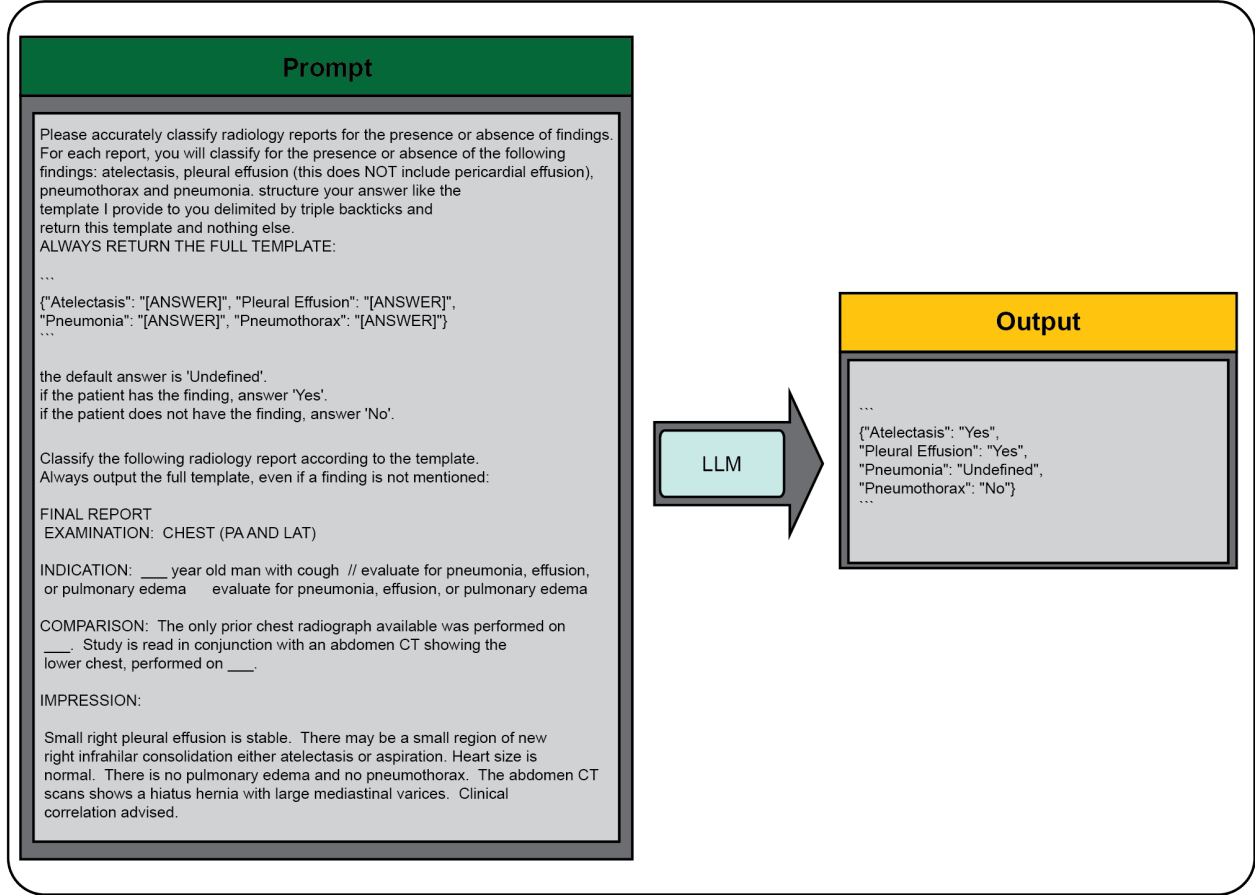 Prompt
Please accurately classify radiology reports for the presence or absence of findings.
For each report, you will classify for the presence or absence of the following
findings: atelectasis, pleural effusion (this does NOT include pericardial effusion),
pneumothorax and pneumonia. structure your answer like the
template I provide to you delimited by triple backticks and
return this template and nothing else.
ALWAYS RETURN THE FULL TEMPLATE:
```
{"Atelectasis": "[ANSWER]", "Pleural Effusion": "[ANSWER]",
"Pneumonia": "[ANSWER]", "Pneumothorax": "[ANSWER]"}
```
the default answer is 'Undefined'.
if the patient has the finding, answer 'Yes'.
if the patient does not have the finding, answer 'No'.
Classify the following radiology report according to the template.
Always output the full template, even if a finding is not mentioned:
FINAL REPORT
EXAMINATION:  CHEST (PA AND LAT)
INDICATION:  ___ year old man with cough  // evaluate for pneumonia, effusion,
or pulmonary edema      evaluate for pneumonia, effusion, or pulmonary edema
COMPARISON:  The only prior chest radiograph available was performed on
___.  Study is read in conjunction with an abdomen CT showing the
lower chest, performed on ___.
IMPRESSION:
Small right pleural effusion is stable.  There may be a small region of new
right infrahilar consolidation either atelectasis or aspiration. Heart size is
normal.  There is no pulmonary edema and no pneumothorax.  The abdomen CT
scans shows a hiatus hernia with large mediastinal varices.  Clinical
correlation advised.
LLM
Output
```
{"Atelectasis": "Yes",
"Pleural Effusion": "Yes",
"Pneumonia": "Undefined",
"Pneumothorax": "No"}
```